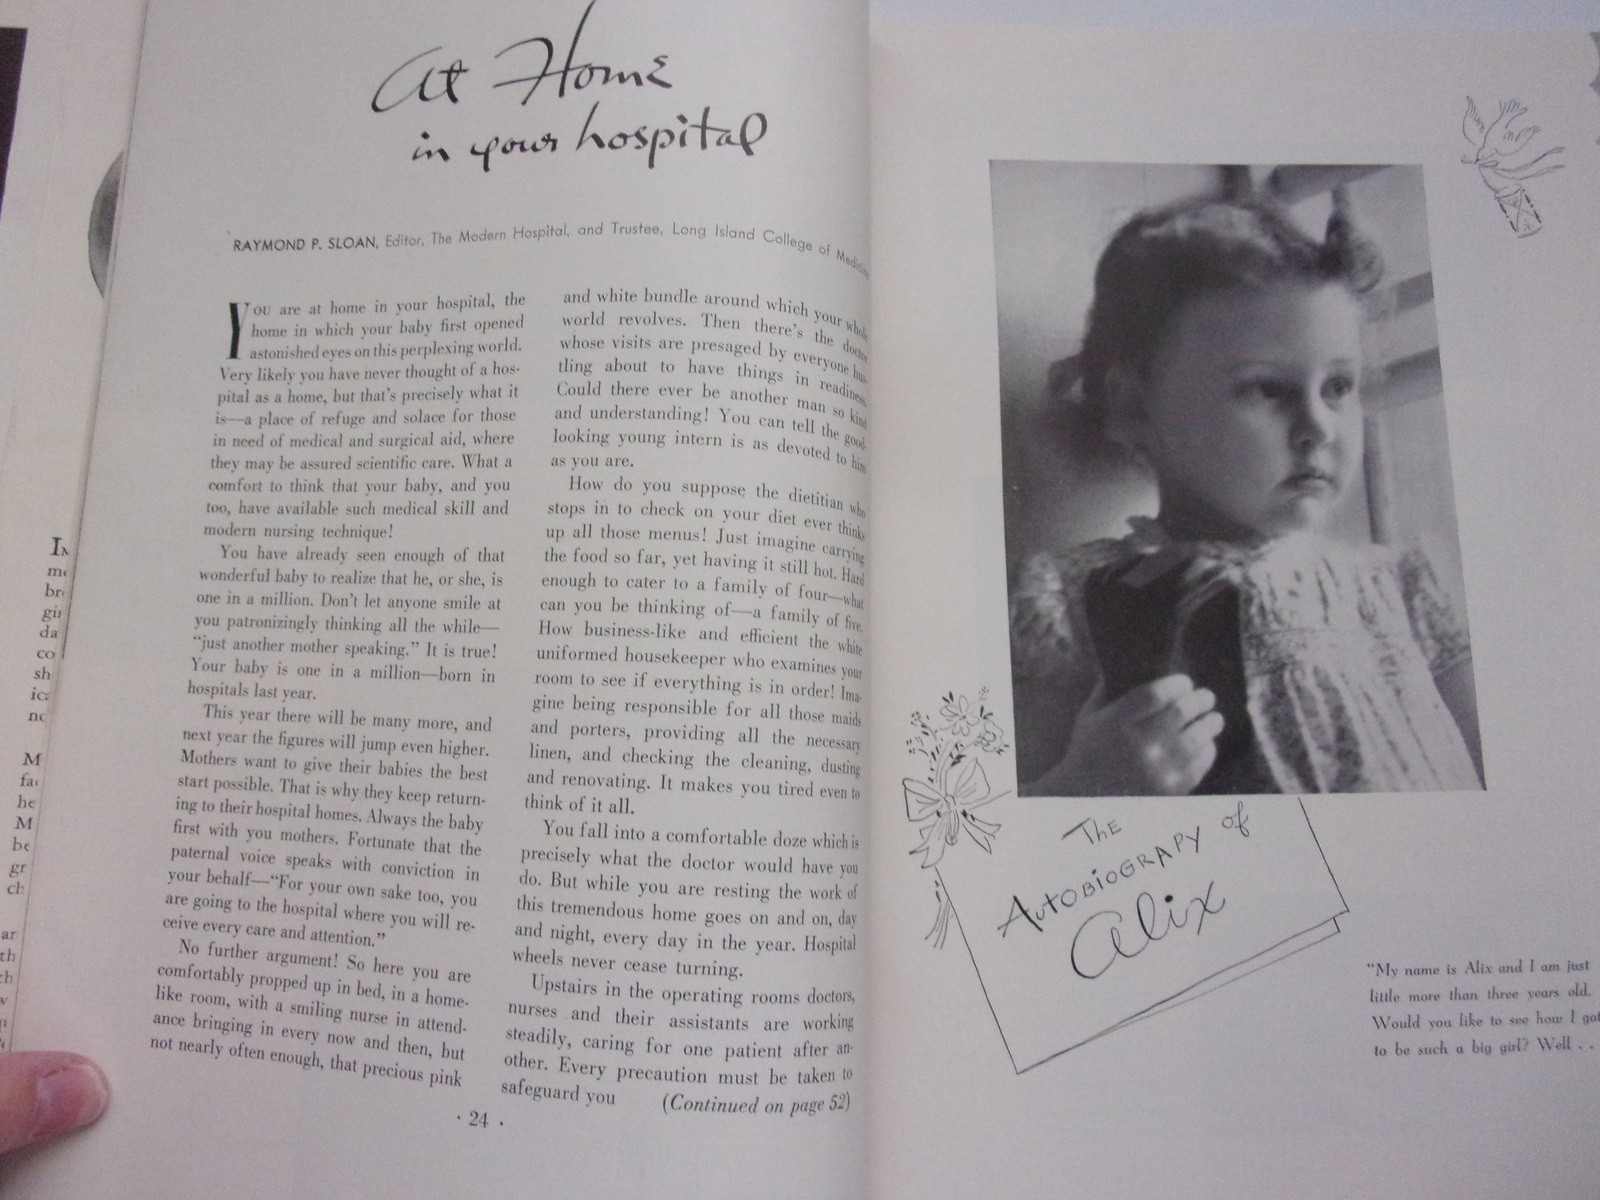 At Home
in your hospital
RAYMOND P. SLOAN, Editor, The Modern Hospital, and Trustee, Long Island College of Medicine
YOU are at home in your hospital, the
home in which your baby first opened
astonished eyes on this perplexing world.
Very likely you have never thought of a hos-
pital as a home, but that's precisely what it
is—a place of refuge and solace for those
in need of medical and surgical aid, where
they may be assured scientific care. What a
comfort to think that your baby, and you
too, have available such medical skill and
modern nursing technique!
You have already seen enough of that
wonderful baby to realize that he, or she, is
one in a million. Don't let anyone smile at
you patronizingly thinking all the while—
"just another mother speaking." It is true!
Your baby is one in a million—born in
hospitals last year.
This year there will be many more, and
next year the figures will jump even higher.
Mothers want to give their babies the best
start possible. That is why they keep return-
ing to their hospital homes. Always the baby
first with you mothers. Fortunate that the
paternal voice speaks with conviction in
your behalf—"For your own sake too, you
are going to the hospital where you will re-
ceive every care and attention."
No further argument! So here you are
comfortably propped up in bed, in a home-
like room, with a smiling nurse in attend-
ance bringing in every now and then, but
not nearly often enough, that precious pink
and white bundle around which your whole
world revolves. Then there's the doctor
whose visits are presaged by everyone hus-
tling about to have things in readiness.
Could there ever be another man so kind
and understanding! You can tell the good-
looking young intern is as devoted to him
as you are.
How do you suppose the dietitian who
stops in to check on your diet ever thinks
up all those menus! Just imagine carrying
the food so far, yet having it still hot. Hard
enough to cater to a family of four—what
can you be thinking of—a family of five.
How business-like and efficient the white
uniformed housekeeper who examines your
room to see if everything is in order! Ima-
gine being responsible for all those maids
and porters, providing all the necessary
linen, and checking the cleaning, dusting
and renovating. It makes you tired even to
think of it all.
You fall into a comfortable doze which is
precisely what the doctor would have you
do. But while you are resting the work of
this tremendous home goes on and on, day
and night, every day in the year. Hospital
wheels never cease turning.
Upstairs in the operating rooms doctors,
nurses and their assistants are working
steadily, caring for one patient after an-
other. Every precaution must be taken to
safeguard you (Continued on page 52)
· 24 ·
The
AutobiograPy of
Alix
"My name is Alix and I am just
little more than three years old.
Would you like to see how I got
to be such a big girl? Well . .